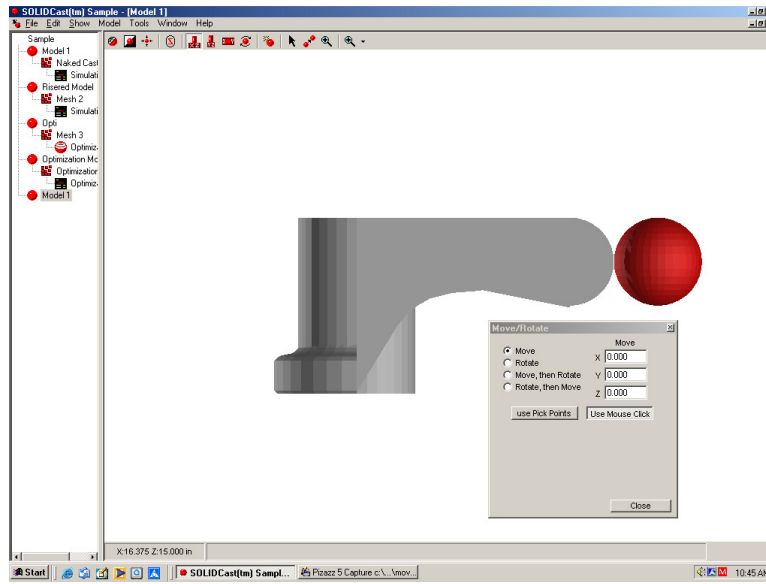 SOLIDCast(tm) Sample - [Model 1]
File Edit Show Model Tools Window Help
Sample
Model 1
Naked Cast
Simulati
Risered Model
Mesh 2
Simulati
Opti
Mesh 3
Optimiz
Optimization Mo
Optimization
Optimiz
Model 1
Move/Rotate
Move
Move
X 0.000
Rotate
Move, then Rotate
Y 0.000
Rotate, then Move
Z 0.000
use Pick Points
Use Mouse Click
Close
X:16.375 Z:15.000 in
Start
SOLIDCast(tm) Sampl...
Pizazz 5 Capture c:\...\mov...
10:45 AM